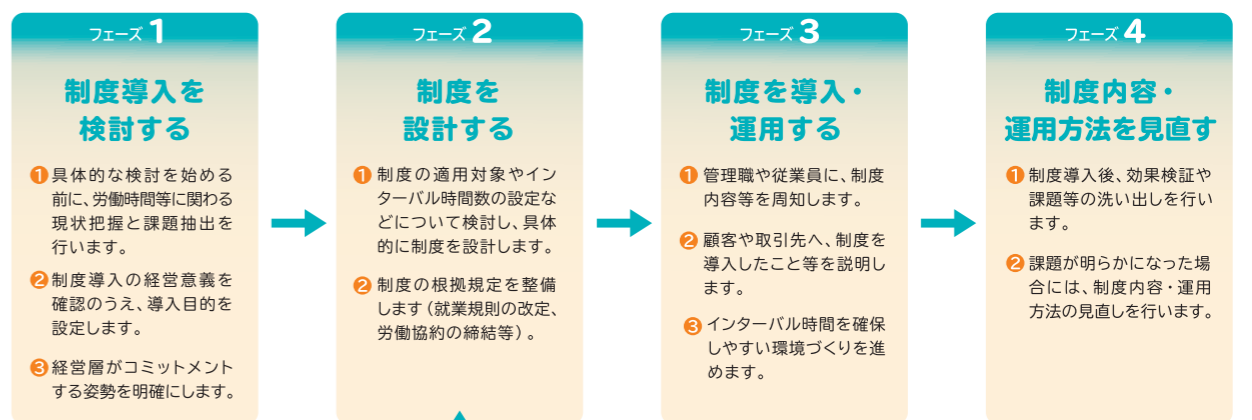 フェーズ 1
制度導入を
検討する
❶具体的な検討を始める
前に、労働時間等に関わる
現状把握と課題抽出を
行います。
❷制度導入の経営意義を
確認のうえ、導入目的を
設定します。
❸経営層がコミットメント
する姿勢を明確にします。
フェーズ 2
制度を
設計する
❶制度の適用対象やイン
ターバル時間数の設定な
どについて検討し、具体
的に制度を設計します。
❷制度の根拠規定を整備
します（就業規則の改定、
労働協約の締結等）。
フェーズ 3
制度を導入・
運用する
❶管理職や従業員に、制度
内容等を周知します。
❷顧客や取引先へ、制度を
導入したこと等を説明し
ます。
❸インターバル時間を確保
しやすい環境づくりを進
めます。
フェーズ 4
制度内容・
運用方法を見直す
❶制度導入後、効果検証や
課題等の洗い出しを行い
ます。
❷課題が明らかになった場
合には、制度内容・運用
方法の見直しを行います。